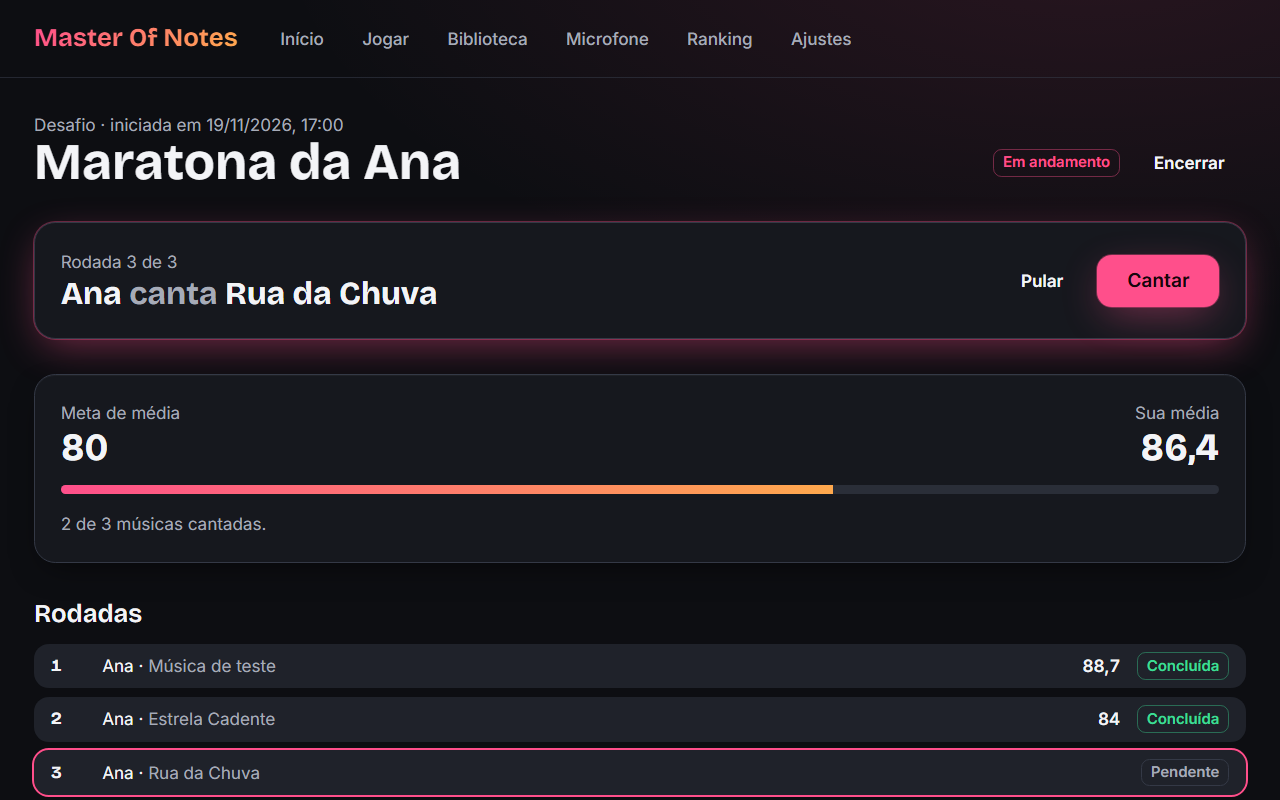 Master Of Notes Início Jogar Biblioteca Microfone Ranking Ajustes
Desafio · iniciada em 19/11/2026, 17:00
Maratona da Ana
Em andamento Encerrar
Rodada 3 de 3
Ana canta Rua da Chuva
Pular Cantar
Meta de média Sua média
80 86,4
2 de 3 músicas cantadas.
Rodadas
1 Ana · Música de teste 88,7 Concluída
2 Ana · Estrela Cadente 84 Concluída
3 Ana · Rua da Chuva Pendente